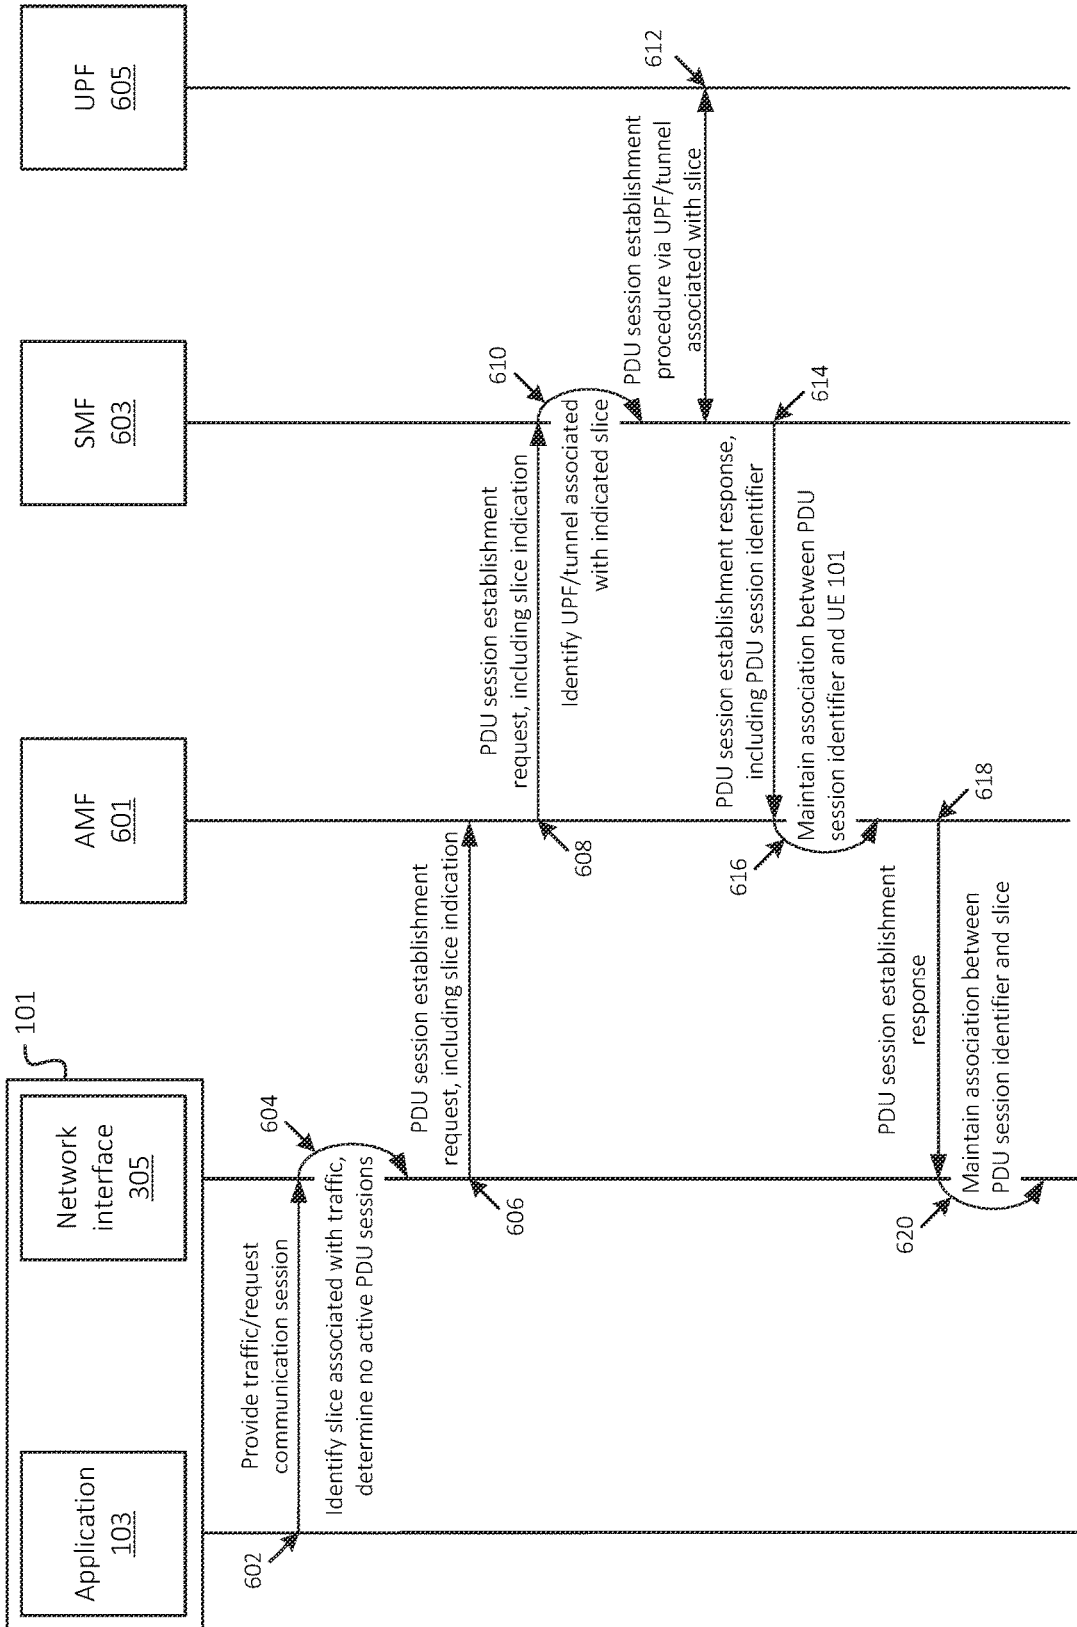 101
Application
103
Network
interface
305
AMF
601
SMF
603
UPF
605
602
Provide traffic/request
communication session
604
Identify slice associated with traffic,
determine no active PDU sessions
606
PDU session establishment
request, including slice indication
608
PDU session establishment
request, including slice indication
610
Identify UPF/tunnel associated
with indicated slice
612
PDU session establishment
procedure via UPF/tunnel
associated with slice
614
PDU session establishment response,
including PDU session identifier
616
Maintain association between PDU
session identifier and UE 101
618
PDU session establishment
response
620
Maintain association between
PDU session identifier and slice